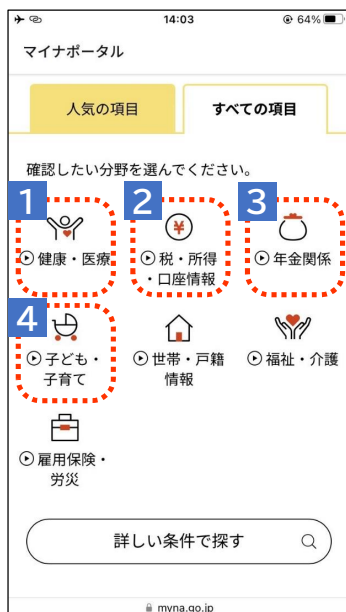 14:03
64%
マイナポータル
人気の項目
すべての項目
確認したい分野を選んでください。
1
健康・医療
2
¥
税・所得
・口座情報
3
年金関係
4
子ども・
子育て
世帯・戸籍
情報
福祉・介護
雇用保険・
労災
詳しい条件で探す
myna.go.jp